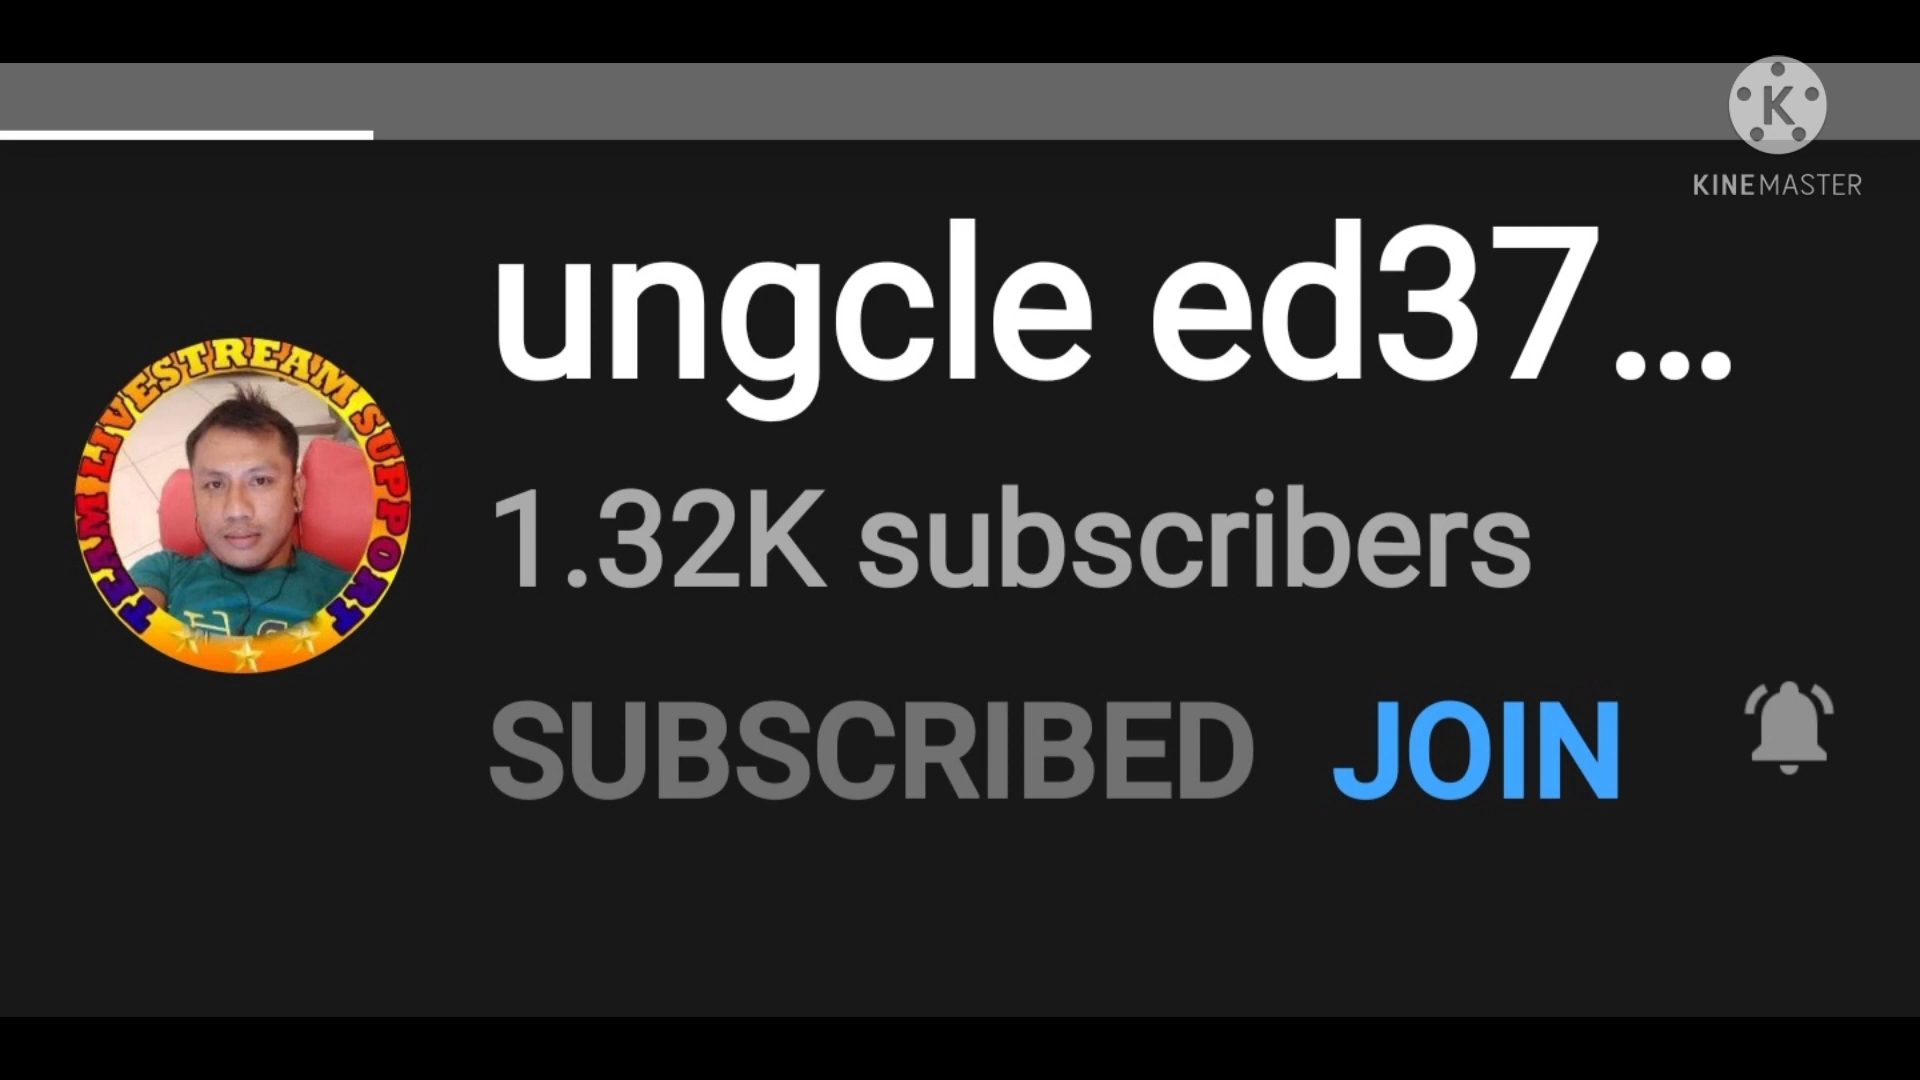 K
KINEMASTER
ungcle ed37...
TEAM LIVESTREAM SUPPORT
1.32K subscribers
SUBSCRIBED JOIN